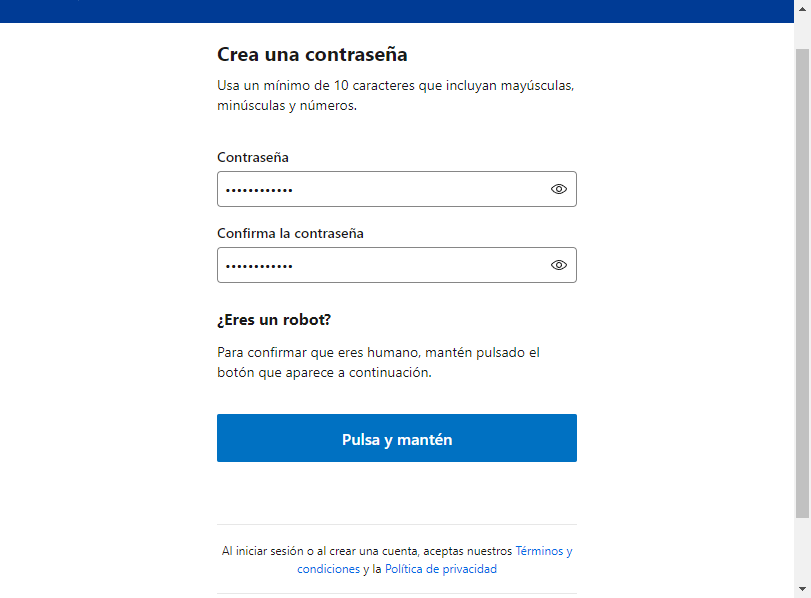 Crea una contraseña
Usa un mínimo de 10 caracteres que incluyan mayúsculas,
minúsculas y números.
Contraseña
••••••••••••
Confirma la contraseña
••••••••••••
¿Eres un robot?
Para confirmar que eres humano, mantén pulsado el
botón que aparece a continuación.
Pulsa y mantén
Al iniciar sesión o al crear una cuenta, aceptas nuestros Términos y
condiciones y la Política de privacidad